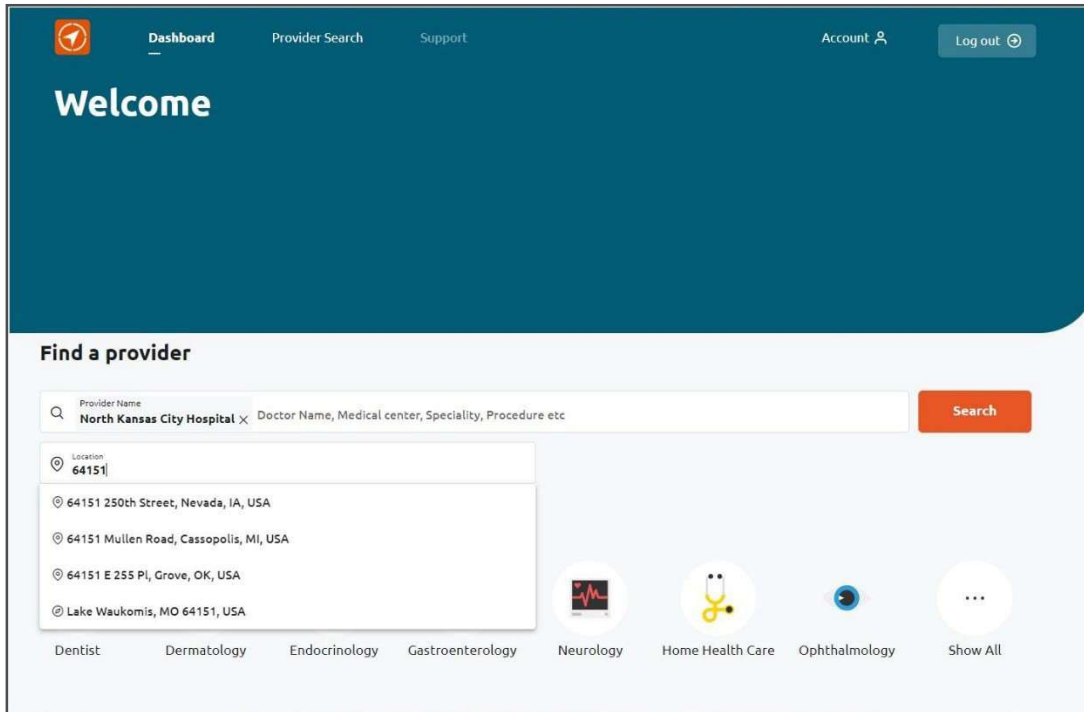 Dashboard Provider Search Support Account Log out
Welcome
Find a provider
Provider Name
North Kansas City Hospital × Doctor Name, Medical center, Speciality, Procedure etc
Search
Location
64151
64151 250th Street, Nevada, IA, USA
64151 Mullen Road, Cassopolis, MI, USA
64151 E 255 Pl, Grove, OK, USA
Lake Waukomis, MO 64151, USA
Dentist Dermatology Endocrinology Gastroenterology Neurology Home Health Care Ophthalmology Show All